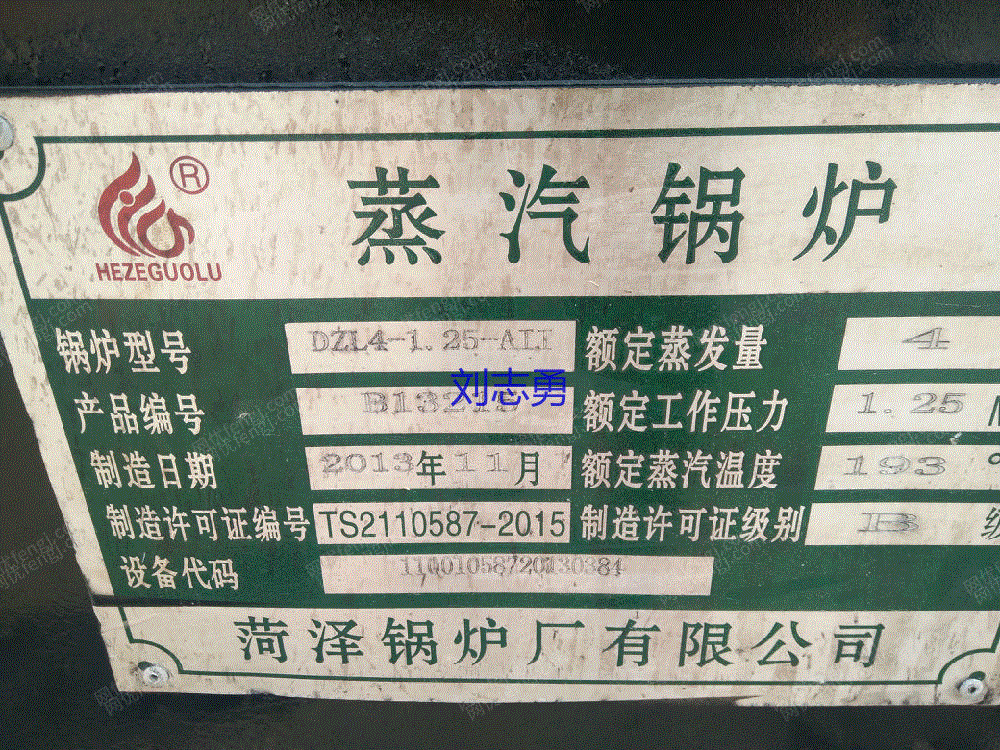 ® HEZEGUOLU
蒸汽锅炉
锅炉型号 DZL4-1.25-AII 额定蒸发量 4
产品编号 额定工作压力 1.25
刘志勇
制造日期 2013年11月 额定蒸汽温度 193 °
制造许可证编号 TS2110587-2015 制造许可证级别 B 级
设备代码 11001058720130384
菏泽锅炉厂有限公司